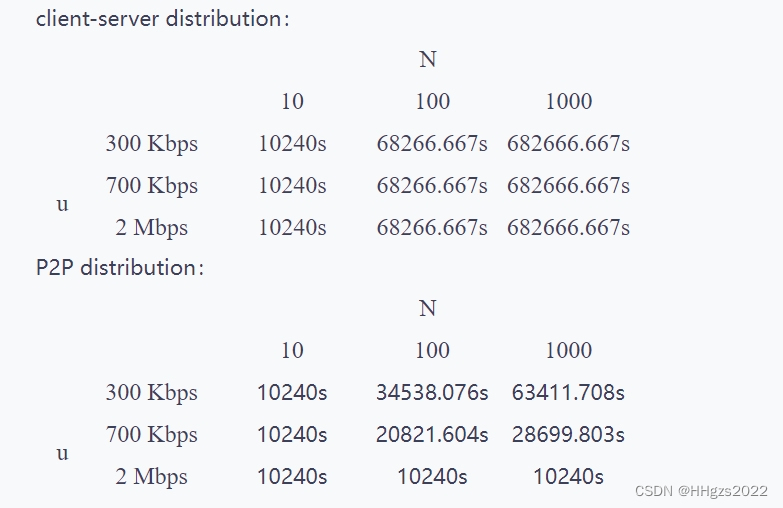 client-server distribution：
N
10 100 1000
300 Kbps 10240s 68266.667s 682666.667s
700 Kbps 10240s 68266.667s 682666.667s
u
2 Mbps 10240s 68266.667s 682666.667s
P2P distribution：
N
10 100 1000
300 Kbps 10240s 34538.076s 63411.708s
700 Kbps 10240s 20821.604s 28699.803s
u
2 Mbps 10240s 10240s 10240s
CSDN @HHgzs2022